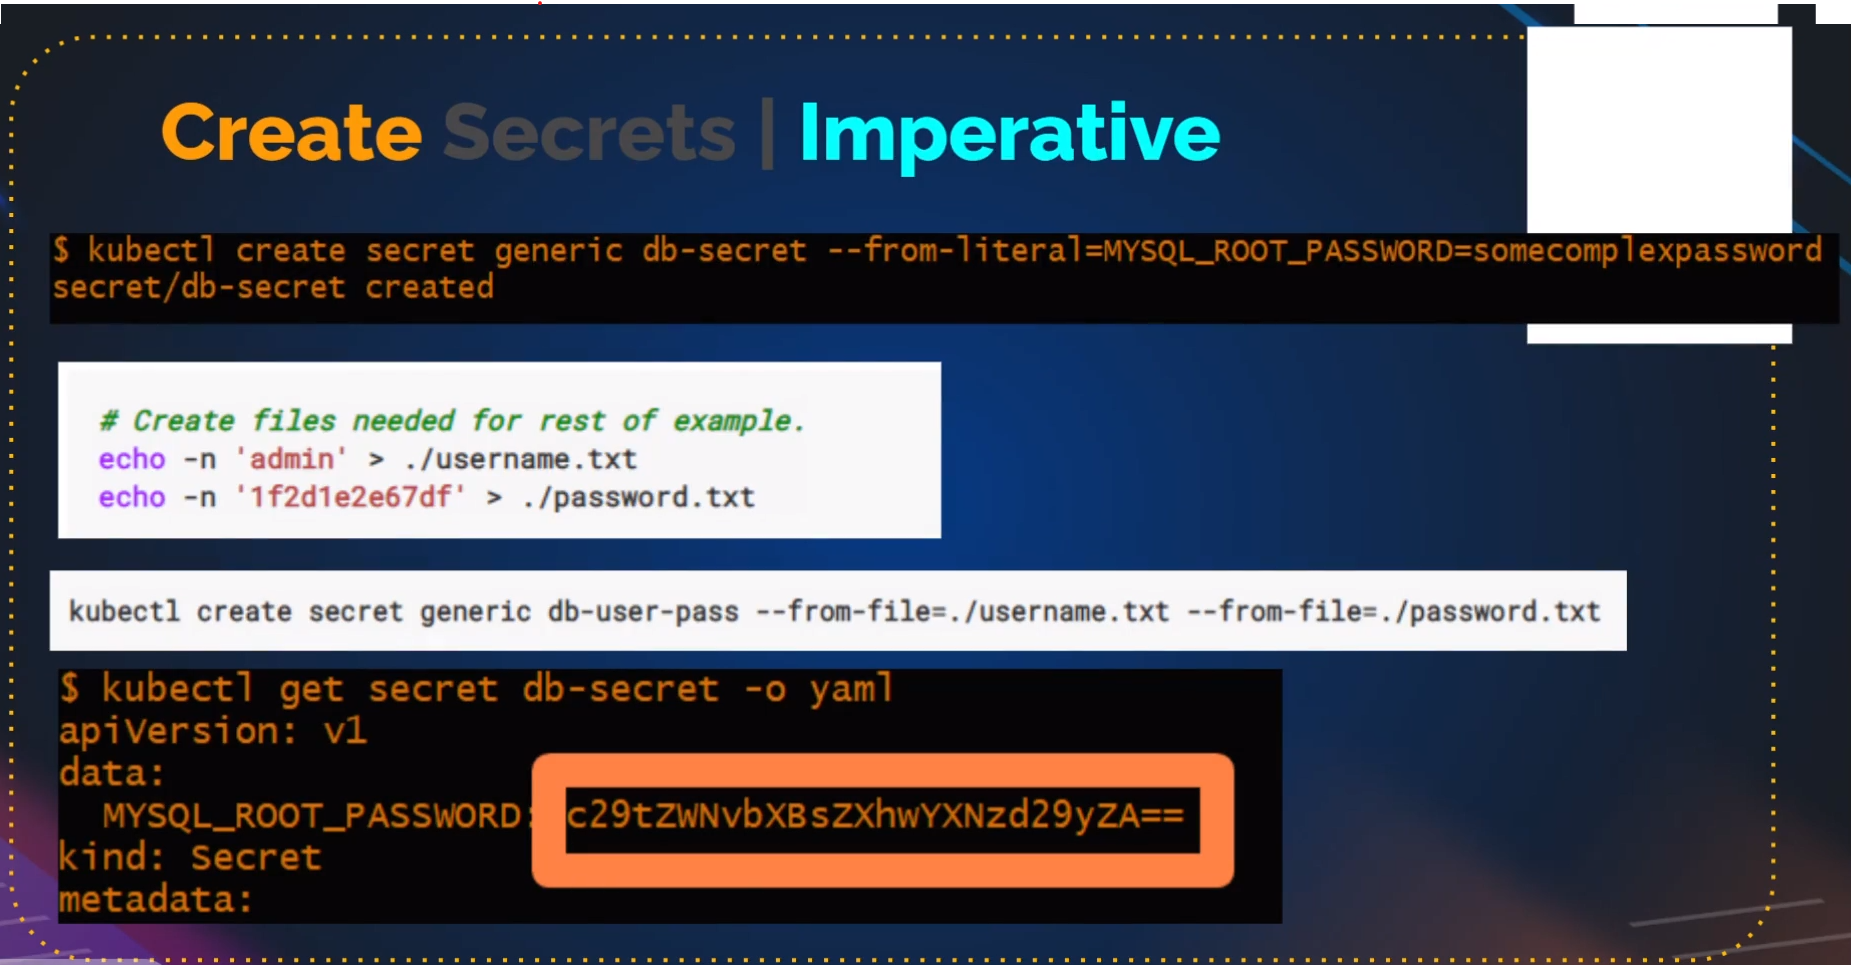 Create Secrets | Imperative
$ kubectl create secret generic db-secret --from-literal=MYSQL_ROOT_PASSWORD=somecomplexpassword
secret/db-secret created
# Create files needed for rest of example.
echo -n 'admin' > ./username.txt
echo -n '1f2d1e2e67df' > ./password.txt
kubectl create secret generic db-user-pass --from-file=./username.txt --from-file=./password.txt
$ kubectl get secret db-secret -o yaml
apiVersion: v1
data:
  MYSQL_ROOT_PASSWORD: c29tZWNvbXBsZXhwYXNzd29yZA==
kind: Secret
metadata: